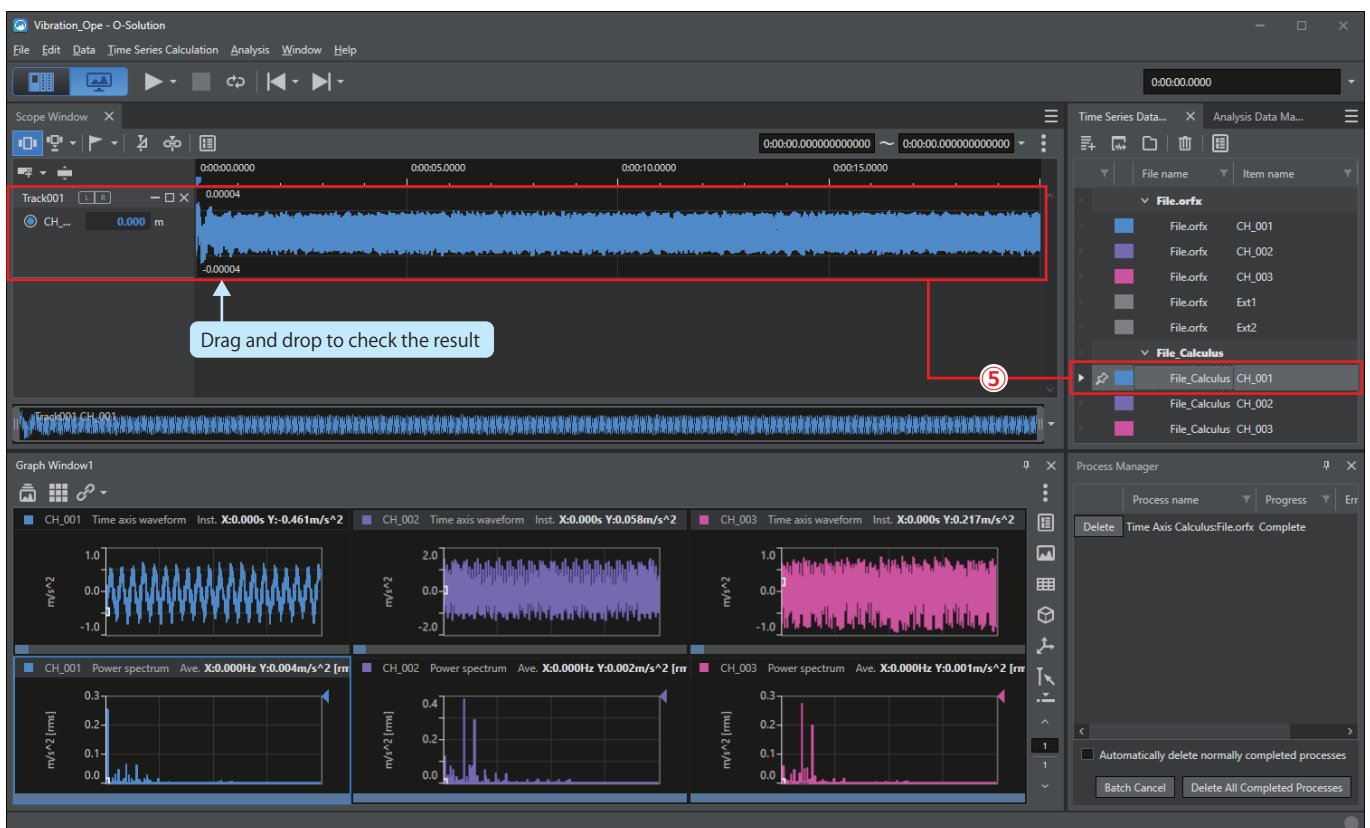 Vibration_Ope - O-Solution
File Edit Data Time Series Calculation Analysis Window Help
0:00:00.0000
Scope Window
0:00:00.000000000000 ~ 0:00:00.000000000000
0:00:00.0000 0:00:05.0000 0:00:10.0000 0:00:15.0000
Track001 L R
0.00004
CH_... 0.000 m
-0.00004
Drag and drop to check the result
Track001 CH_001
Time Series Data... Analysis Data Ma...
File name Item name
File.orfx
File.orfx CH_001
File.orfx CH_002
File.orfx CH_003
File.orfx Ext1
File.orfx Ext2
File_Calculus
⑤
File_Calculus CH_001
File_Calculus CH_002
File_Calculus CH_003
Graph Window1
CH_001 Time axis waveform Inst. X:0.000s Y:-0.461m/s^2
1.0
0.0
-1.0
m/s^2
CH_002 Time axis waveform Inst. X:0.000s Y:0.058m/s^2
2.0
0.0
-2.0
m/s^2
CH_003 Time axis waveform Inst. X:0.000s Y:0.217m/s^2
1.0
0.0
-1.0
m/s^2
CH_001 Power spectrum Ave. X:0.000Hz Y:0.004m/s^2 [rm
0.3
0.2
0.1
0.0
m/s^2 [rms]
CH_002 Power spectrum Ave. X:0.000Hz Y:0.002m/s^2 [rm
0.4
0.2
0.0
m/s^2 [rms]
CH_003 Power spectrum Ave. X:0.000Hz Y:0.001m/s^2 [rm
0.3
0.2
0.1
0.0
m/s^2 [rms]
1
1
Process Manager
Process name Progress Err
Delete Time Axis Calculus:File.orfx Complete
Automatically delete normally completed processes
Batch Cancel Delete All Completed Processes